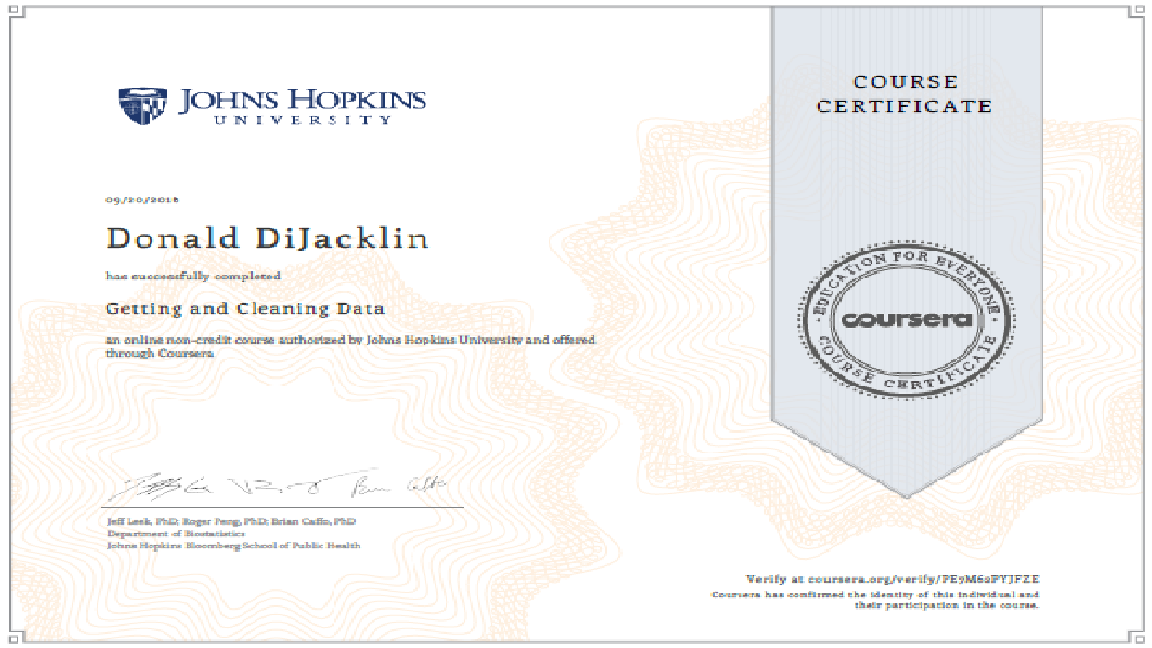 JOHNS HOPKINS
UNIVERSITY
09/20/2016
Donald DiJacklin
has successfully completed
Getting and Cleaning Data
an online non-credit course authorized by Johns Hopkins University and offered
through Coursera
Jeff Leek, PhD; Roger Peng, PhD; Brian Caffo, PhD
Department of Biostatistics
Johns Hopkins Bloomberg School of Public Health
COURSE
CERTIFICATE
EDUCATION FOR EVERYONE
coursera
COURSE CERTIFICATE
Verify at coursera.org/verify/
Coursera has confirmed the identity of this individual and
their participation in the course.